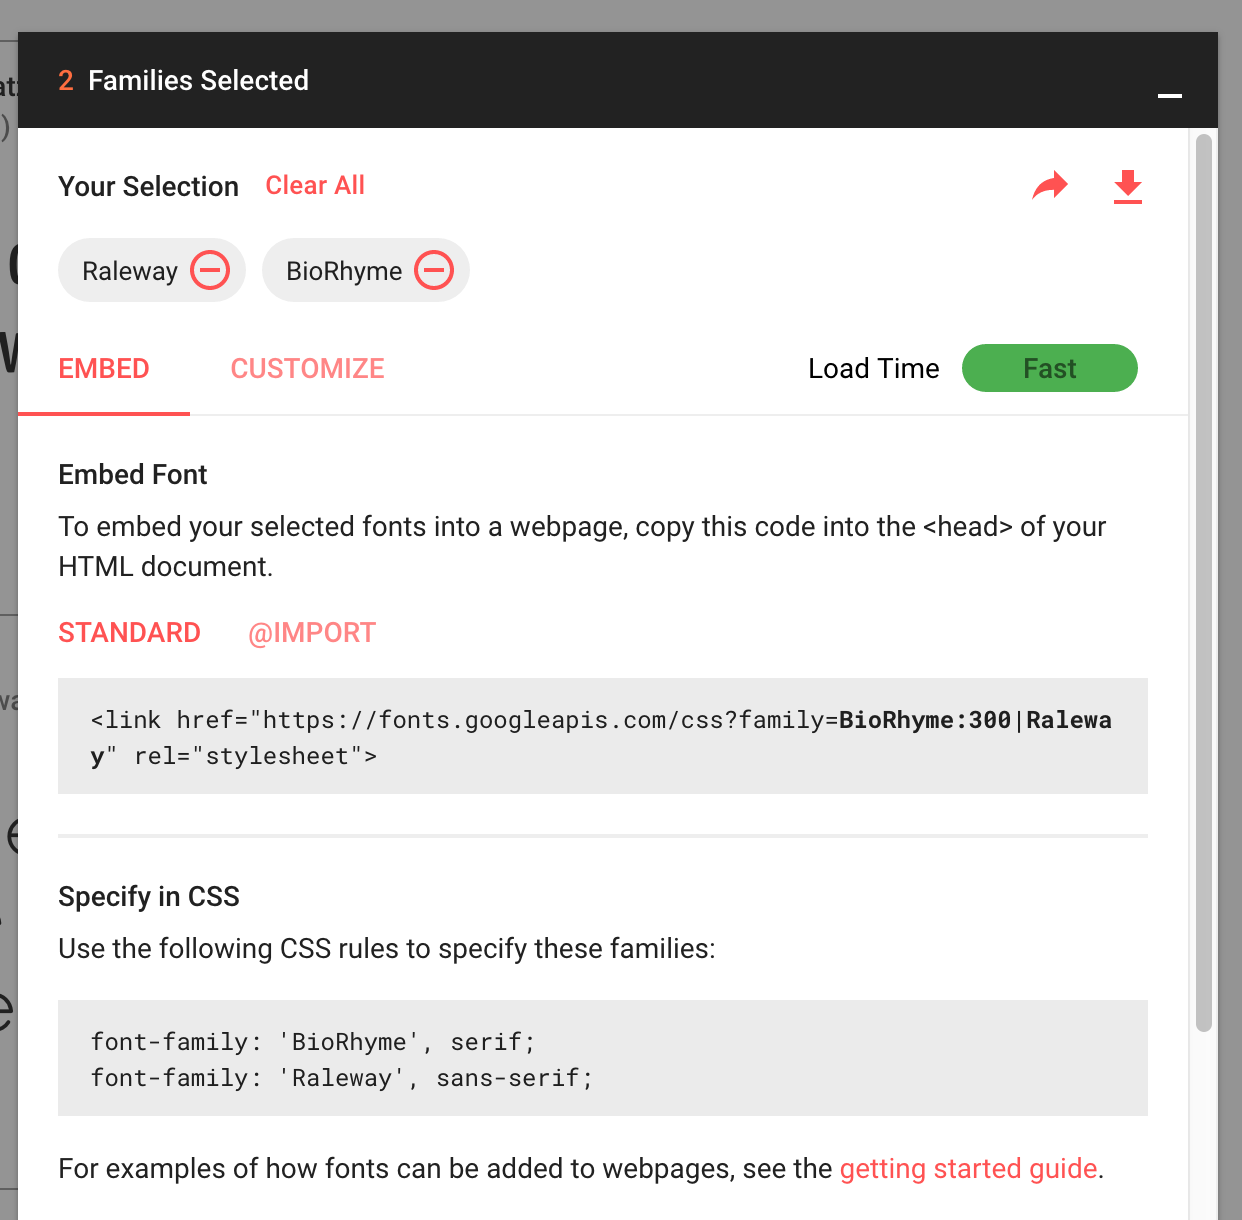 2 Families Selected
Your Selection Clear All
Raleway BioRhyme
EMBED CUSTOMIZE Load Time Fast
Embed Font
To embed your selected fonts into a webpage, copy this code into the <head> of your
HTML document.
STANDARD @IMPORT
<link href="https://fonts.googleapis.com/css?family=BioRhyme:300|Ralewa
y" rel="stylesheet">
Specify in CSS
Use the following CSS rules to specify these families:
font-family: 'BioRhyme', serif;
font-family: 'Raleway', sans-serif;
For examples of how fonts can be added to webpages, see the getting started guide.